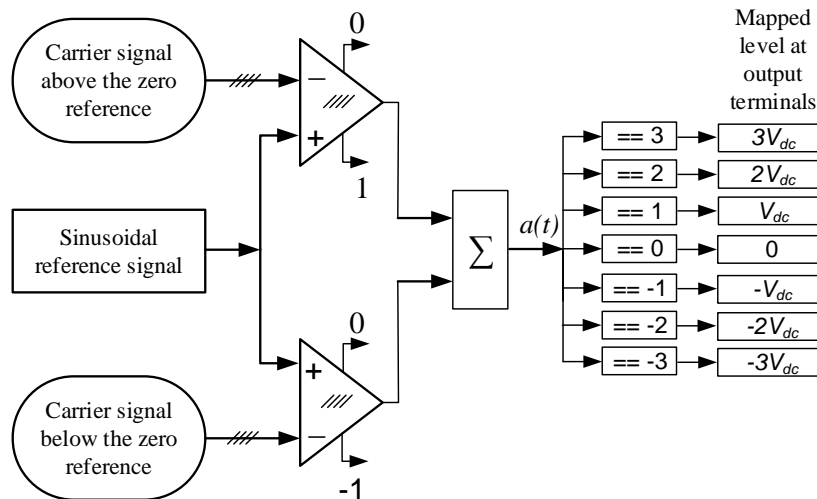 Carrier signal
above the zero
reference
−
+
0
1
Sinusoidal
reference signal
Carrier signal
below the zero
reference
+
−
0
-1
Σ
a(t)
Mapped
level at
output
terminals
== 3
3Vdc
== 2
2Vdc
== 1
Vdc
== 0
0
== -1
-Vdc
== -2
-2Vdc
== -3
-3Vdc